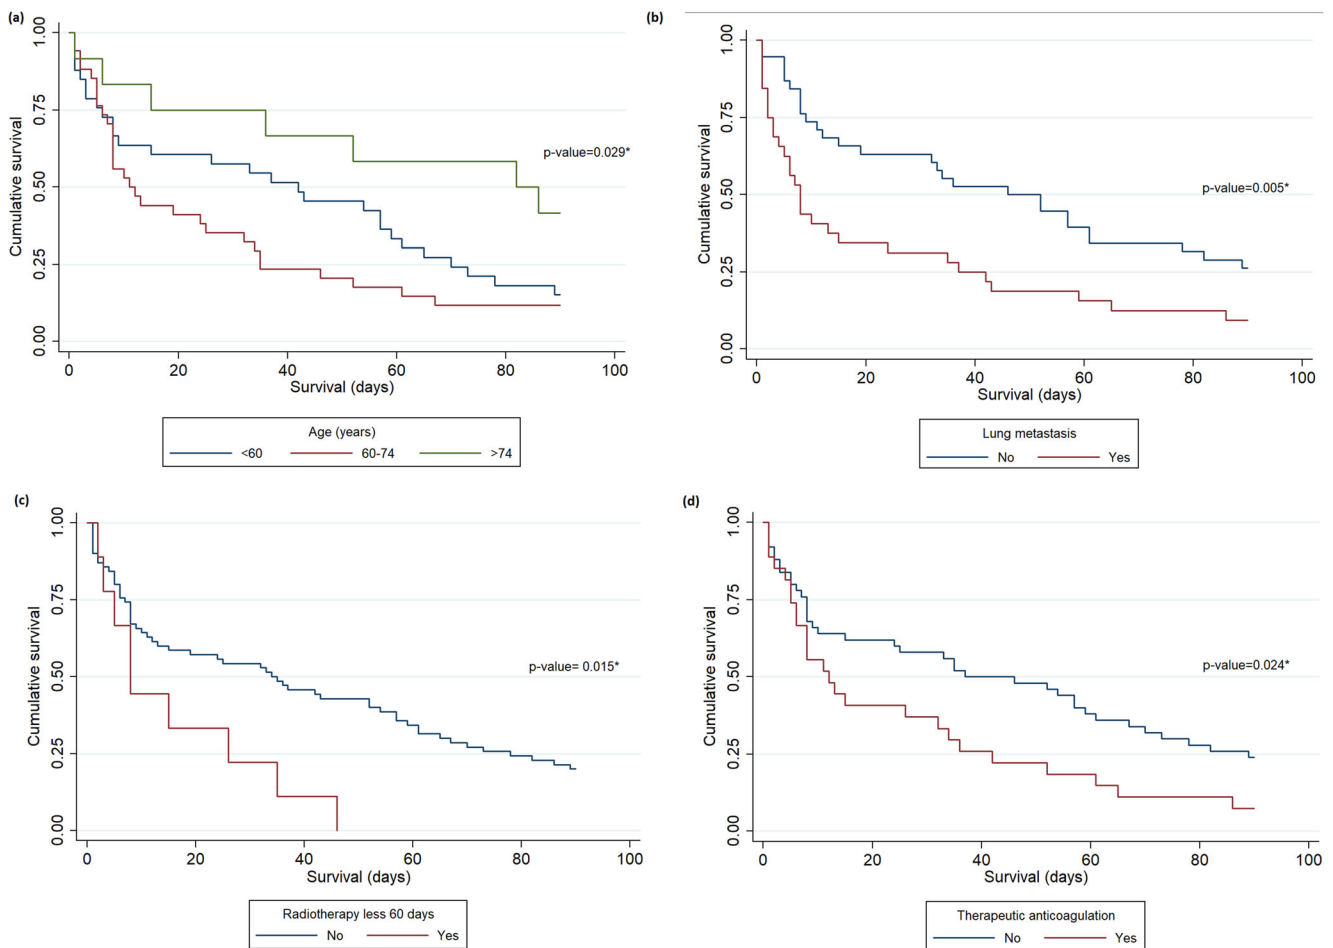 (a)
1.00
0.75
0.50
0.25
0.00
Cumulative survival
p-value=0.029*
0 20 40 60 80 100
Survival (days)
Age (years)
<60 60-74 >74
(b)
1.00
0.75
0.50
0.25
0.00
Cumulative survival
p-value=0.005*
0 20 40 60 80 100
Survival (days)
Lung metastasis
No Yes
(c)
1.00
0.75
0.50
0.25
0.00
Cumulative survival
p-value= 0.015*
0 20 40 60 80 100
Survival (days)
Radiotherapy less 60 days
No Yes
(d)
1.00
0.75
0.50
0.25
0.00
Cumulative survival
p-value=0.024*
0 20 40 60 80 100
Survival (days)
Therapeutic anticoagulation
No Yes